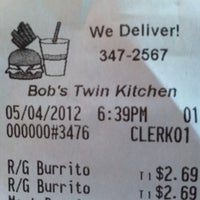 We Deliver!
347-2567
Bob's Twin Kitchen
05/04/2012 6:39PM 01
000000#3476 CLERK01
R/G Burrito T1 $2.69
R/G Burrito T1 $2.69